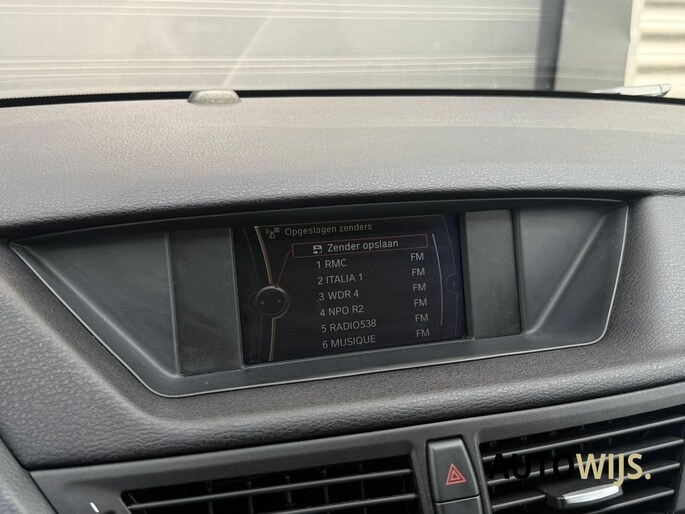 Opgeslagen zenders
Zender opslaan
1 RMC FM
2 ITALIA 1 FM
3 WDR 4 FM
4 NPO R2 FM
5 RADIO538 FM
6 MUSIQUE
AUTOWIJS.